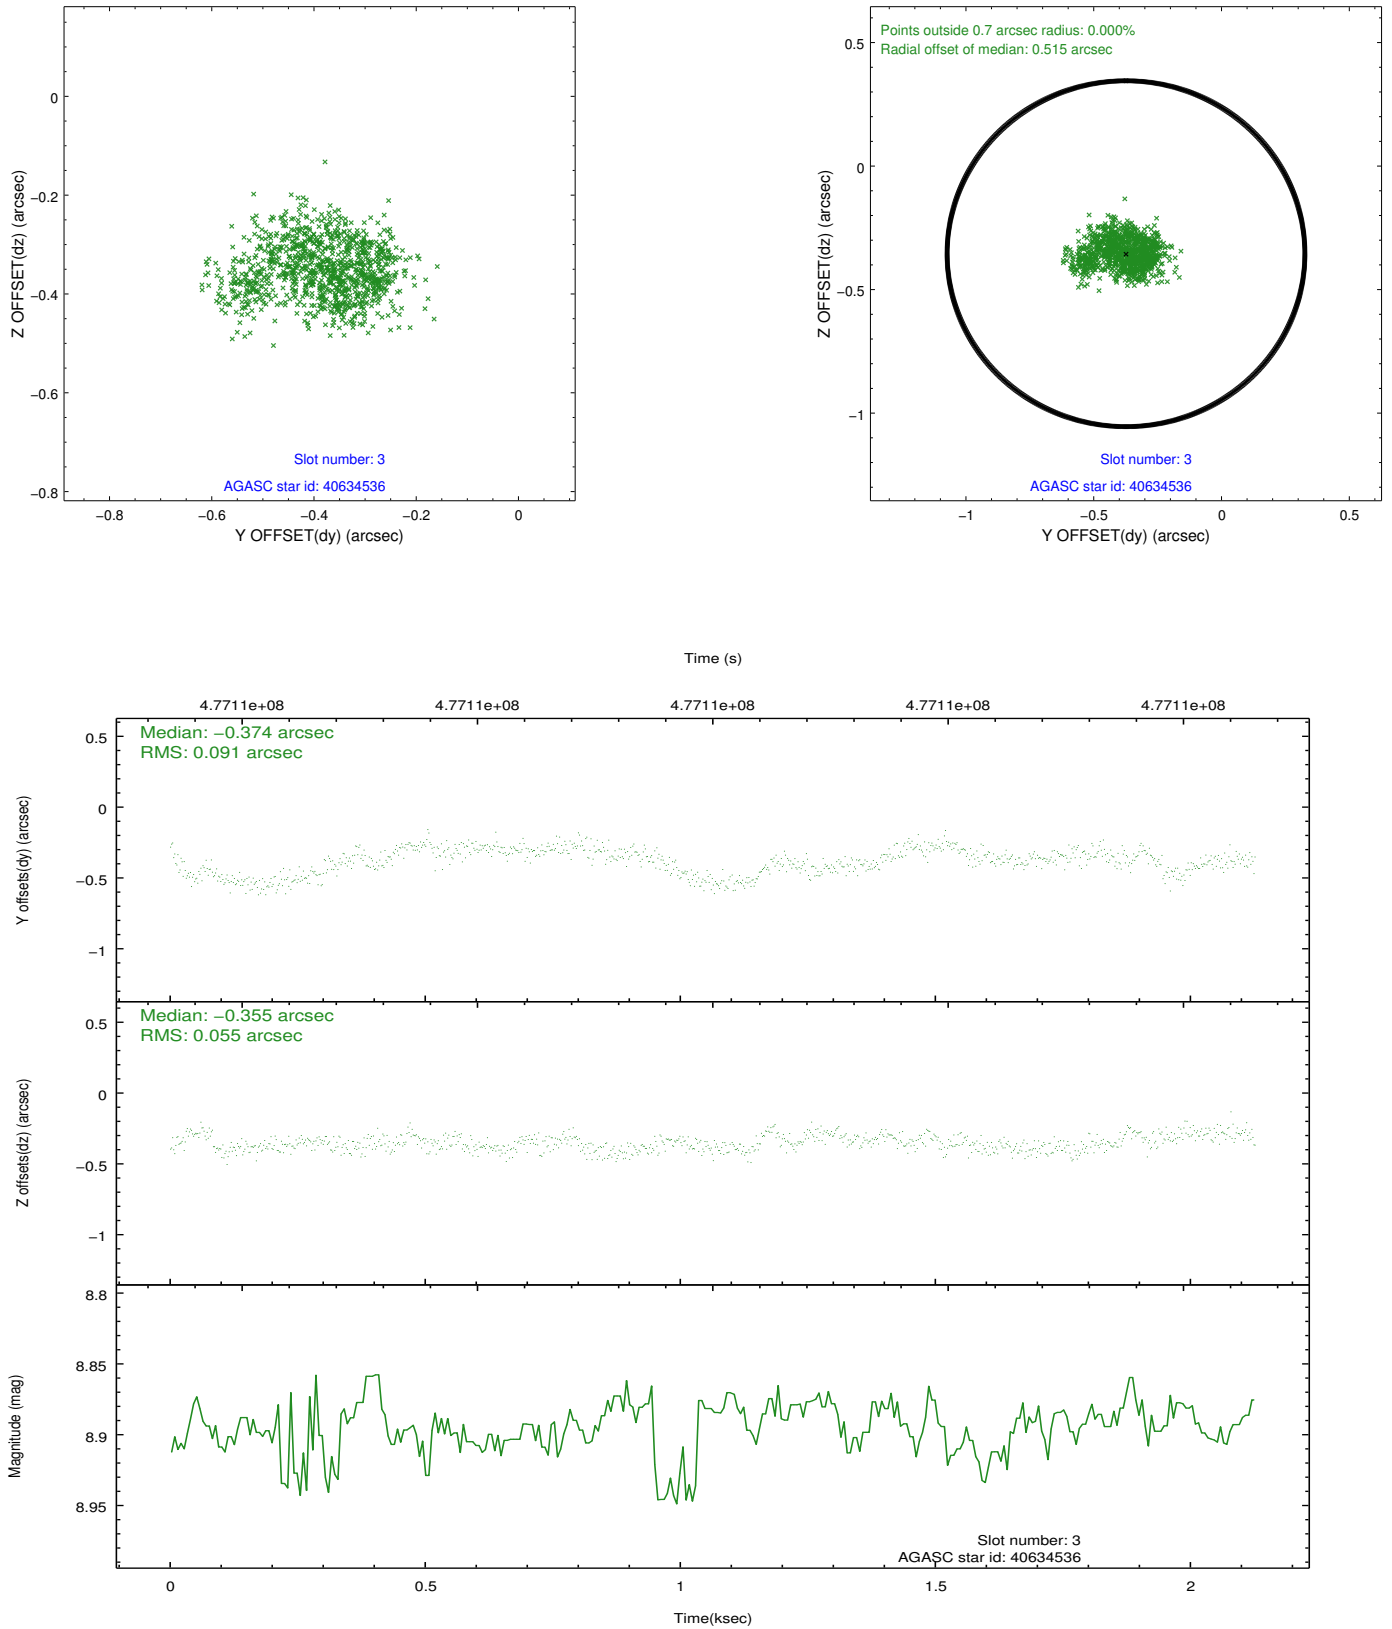 0
−0.2
−0.4
−0.6
−0.8
−0.8
−0.6
−0.4
−0.2
0
Z OFFSET(dz) (arcsec)
Y OFFSET(dy) (arcsec)
Slot number: 3
AGASC star id: 40634536
Points outside 0.7 arcsec radius: 0.000%
Radial offset of median: 0.515 arcsec
0.5
0
−0.5
−1
−1
−0.5
0
0.5
Z OFFSET(dz) (arcsec)
Y OFFSET(dy) (arcsec)
Slot number: 3
AGASC star id: 40634536
Time (s)
4.7711e+08
4.7711e+08
4.7711e+08
4.7711e+08
4.7711e+08
Median: −0.374 arcsec
RMS: 0.091 arcsec
0.5
0
−0.5
−1
Y offsets(dy) (arcsec)
Median: −0.355 arcsec
RMS: 0.055 arcsec
0.5
0
−0.5
−1
Z offsets(dz) (arcsec)
8.8
8.85
8.9
8.95
Magnitude (mag)
Slot number: 3
AGASC star id: 40634536
0
0.5
1
1.5
2
Time(ksec)